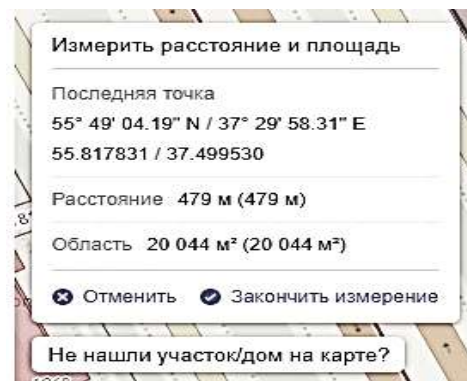 Измерить расстояние и площадь
Последняя точка
55° 49' 04.19" N / 37° 29' 58.31" E
55.817831 / 37.499530
Расстояние 479 м (479 м)
Область 20 044 м² (20 044 м²)
Отменить Закончить измерение
Не нашли участок/дом на карте?